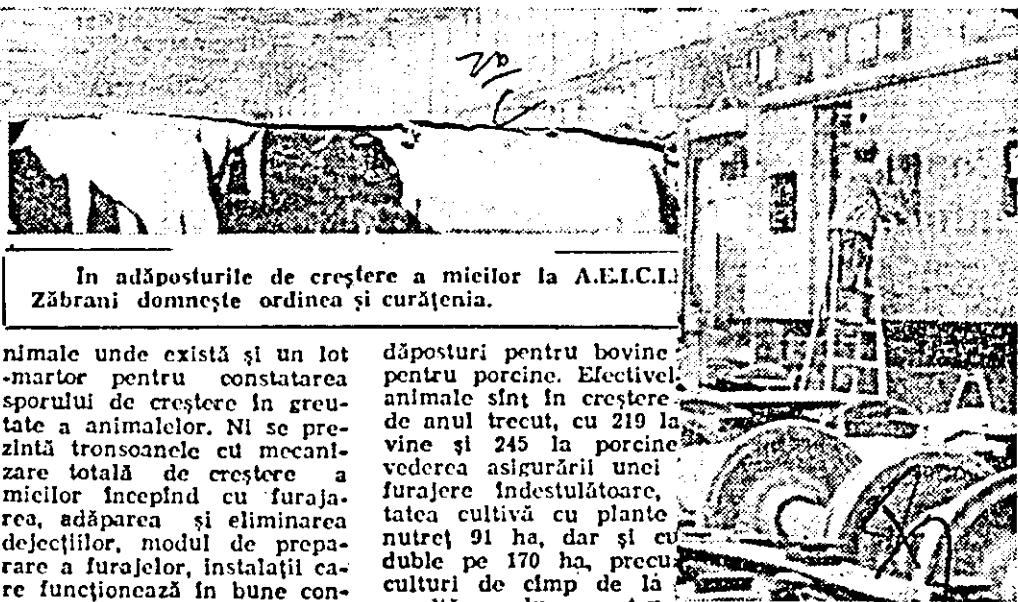 In adăposturile de creștere a micilor la A.E.I.C.I.
Zăbrani domnește ordinea și curățenia.
nimale unde există și un lot
-martor pentru constatarea
sporului de creștere în greu-
tate a animalelor. Ni se pre-
zintă tronsoanele cu mecani-
zare totală de creștere a
micilor începînd cu furaja-
rea, adăparea și eliminarea
dejecțiilor, modul de prepa-
rare a furajelor, instalații ca-
re funcționează în bune con-
dăposturi pentru bovine
pentru porcine. Efectivel
animale sînt în creștere
de anul trecut, cu 219 la
vine și 245 la porcine
vederea asigurării unei
furajere îndestulătoare,
tatea cultivă cu plante
nutreț 91 ha, dar și cu
duble pe 170 ha, precu
culturi de cîmp de la